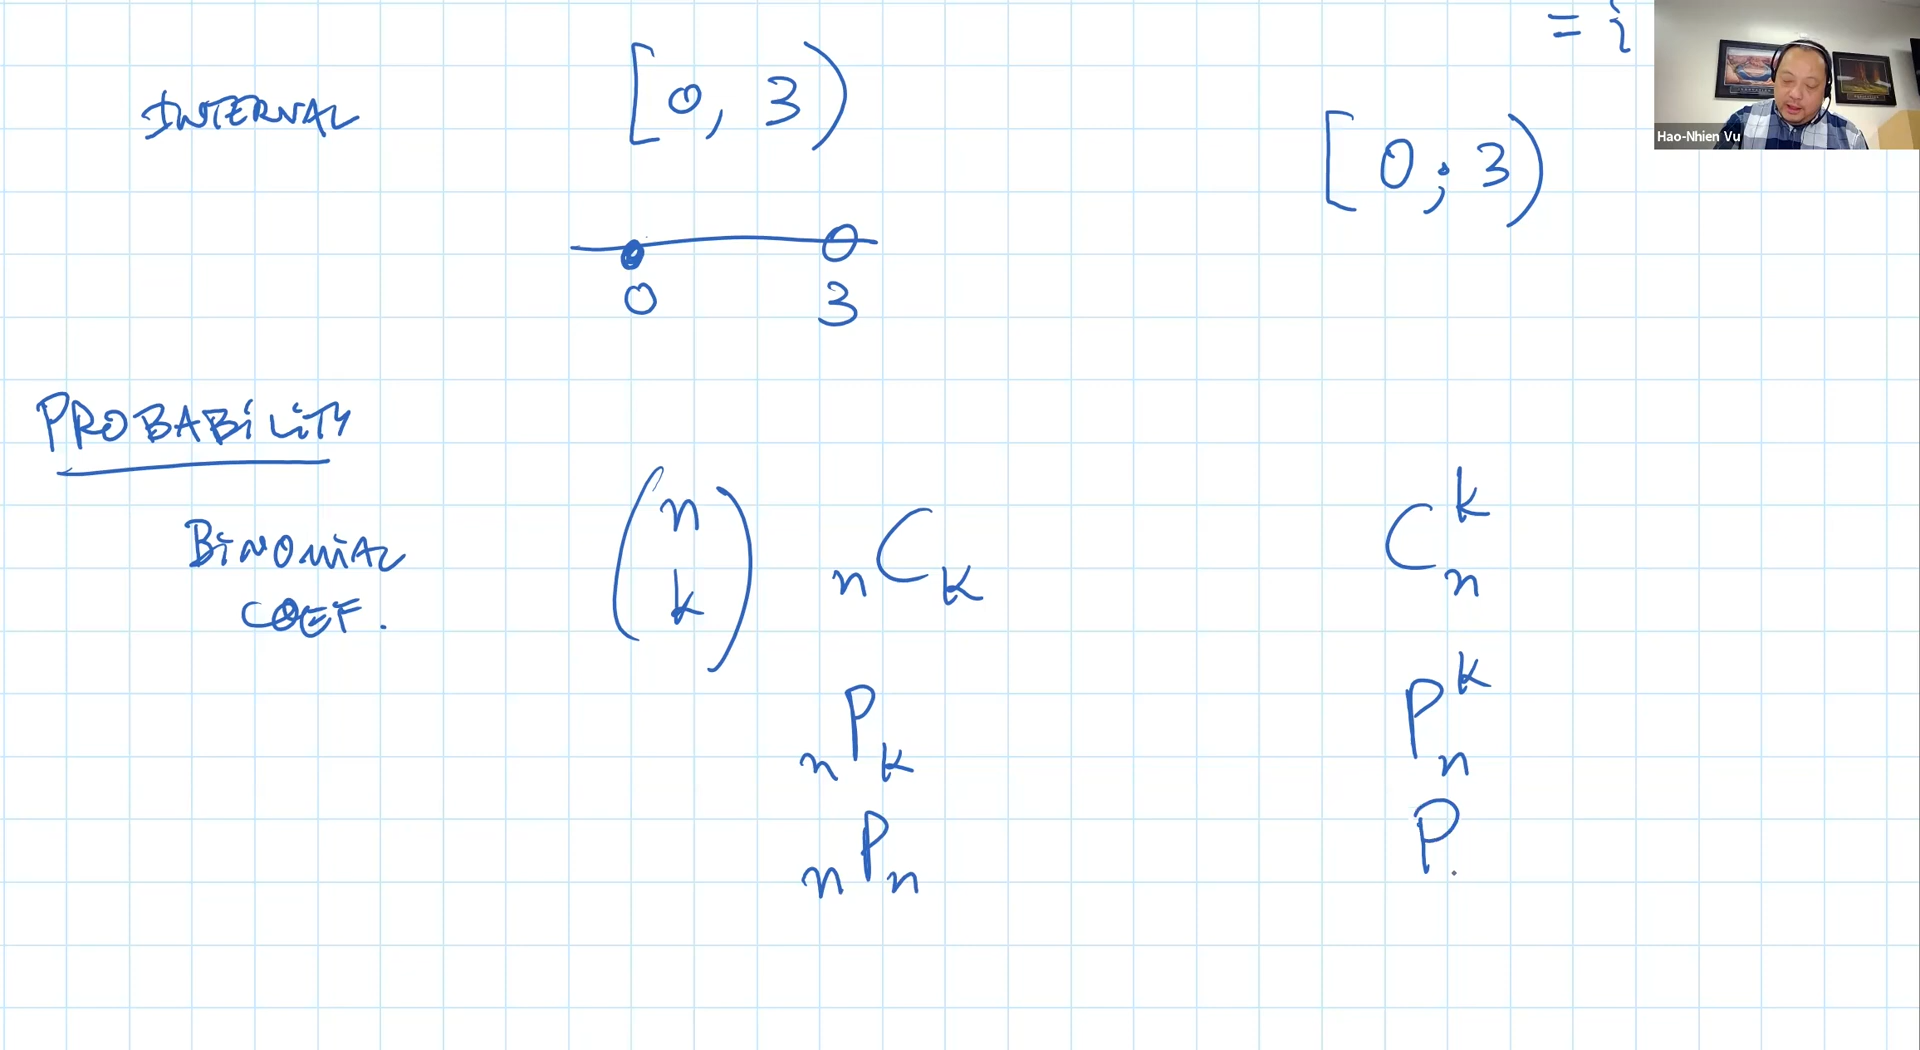 = i
Hao-Nhien Vu
INTERVAL [0, 3) [0; 3)
0 3
PROBABILITY
BINOMIAL COEF. (n k) nCk C^k_n
nPk P^k_n
nPn P